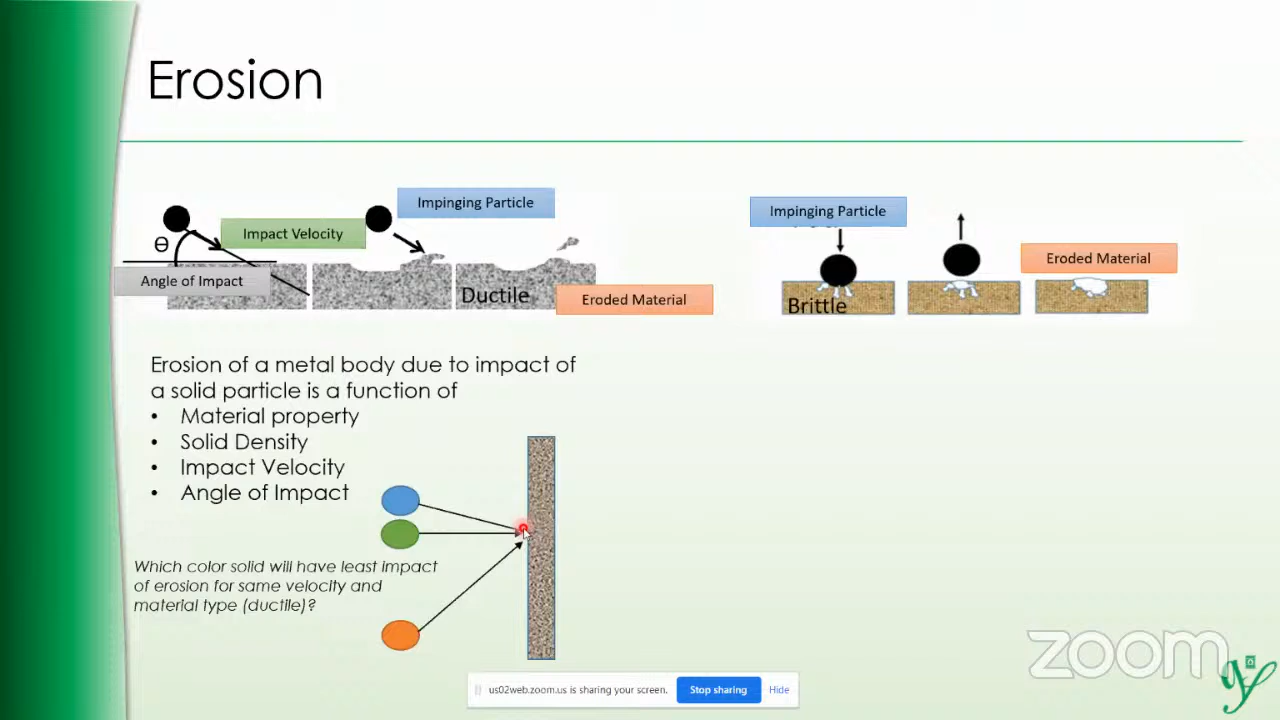 Erosion
Impinging Particle
Impact Velocity
ϴ
Angle of Impact
Ductile
Eroded Material
Impinging Particle
Eroded Material
Brittle
Erosion of a metal body due to impact of
a solid particle is a function of
• Material property
• Solid Density
• Impact Velocity
• Angle of Impact
Which color solid will have least impact
of erosion for same velocity and
material type (ductile)?
zoom
us02web.zoom.us is sharing your screen.
Stop sharing
Hide